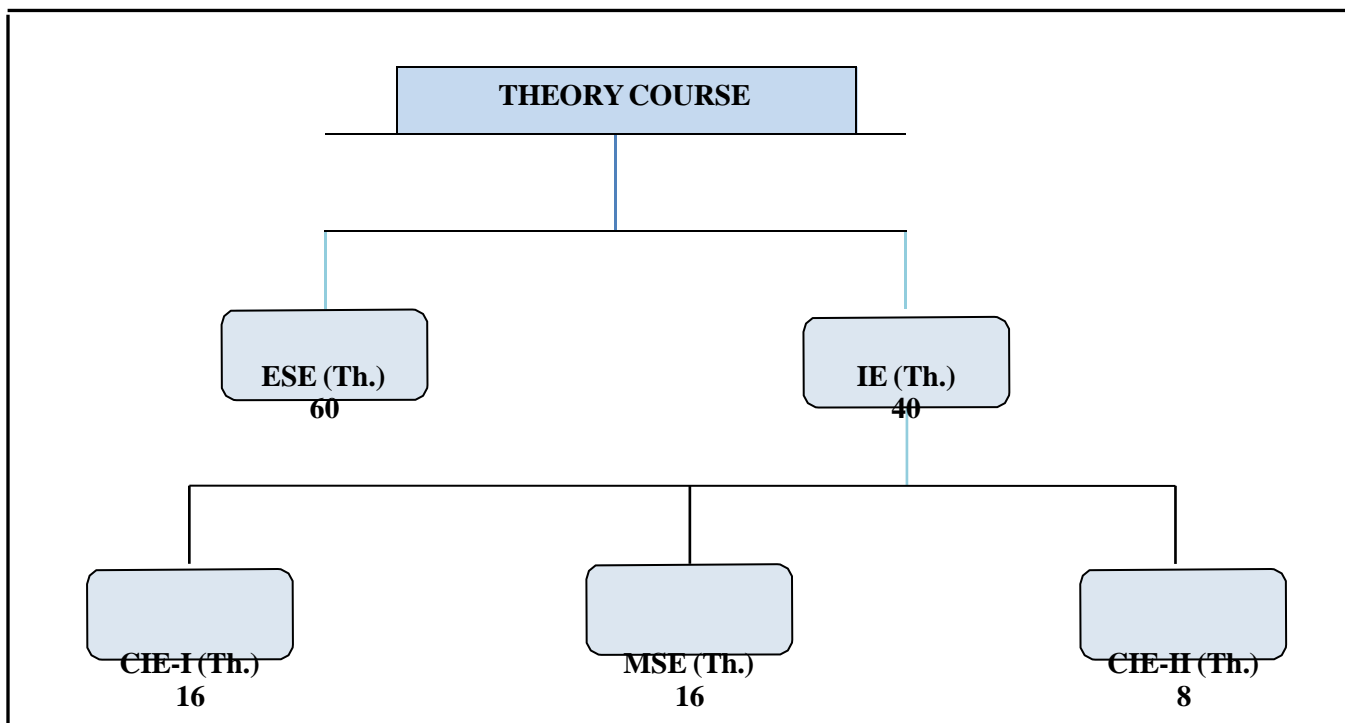 THEORY COURSE
ESE (Th.)
60
IE (Th.)
40
CIE-I (Th.)
16
MSE (Th.)
16
CIE-II (Th.)
8